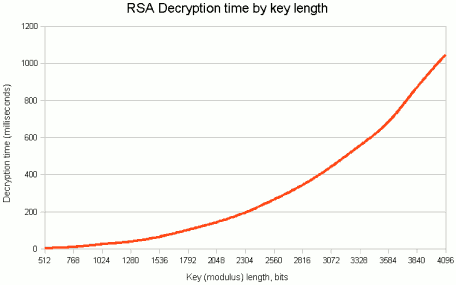 RSA Decryption time by key length
1200
1000
800
600
400
200
0
Decryption time (milliseconds)
512 768 1024 1280 1536 1792 2048 2304 2560 2816 3072 3328 3584 3840 4096
Key (modulus) length, bits